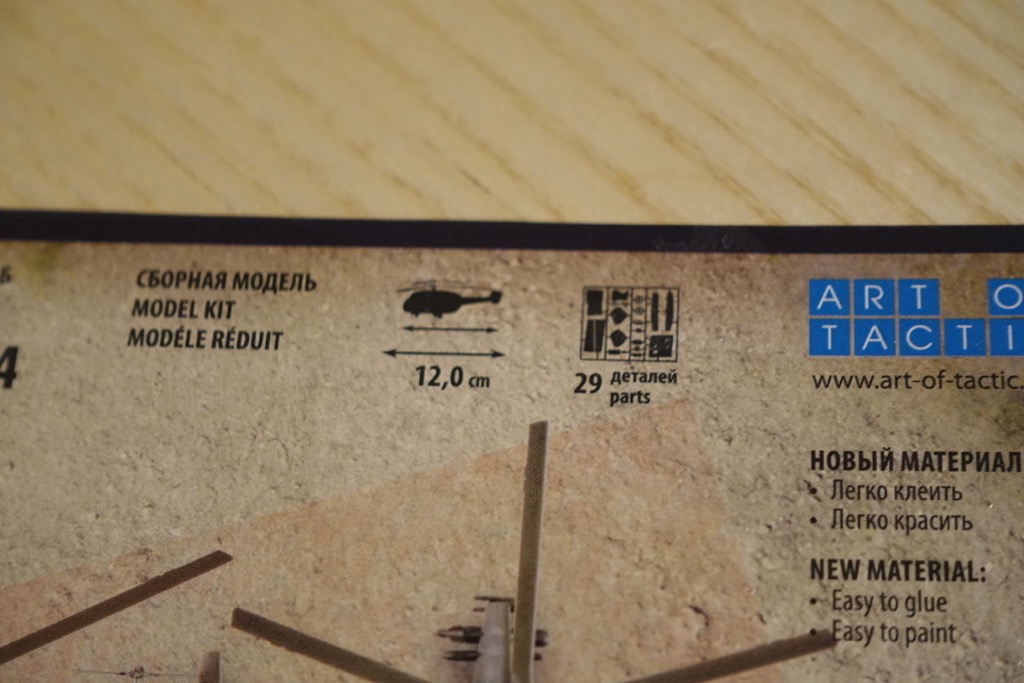 СБОРНАЯ МОДЕЛЬ
MODEL KIT
MODÉLE RÉDUIT
4
12,0 cm
29 деталей
parts
ART O
TACTI
www.art-of-tactic.
НОВЫЙ МАТЕРИАЛ
• Легко клеить
• Легко красить
NEW MATERIAL:
• Easy to glue
• Easy to paint